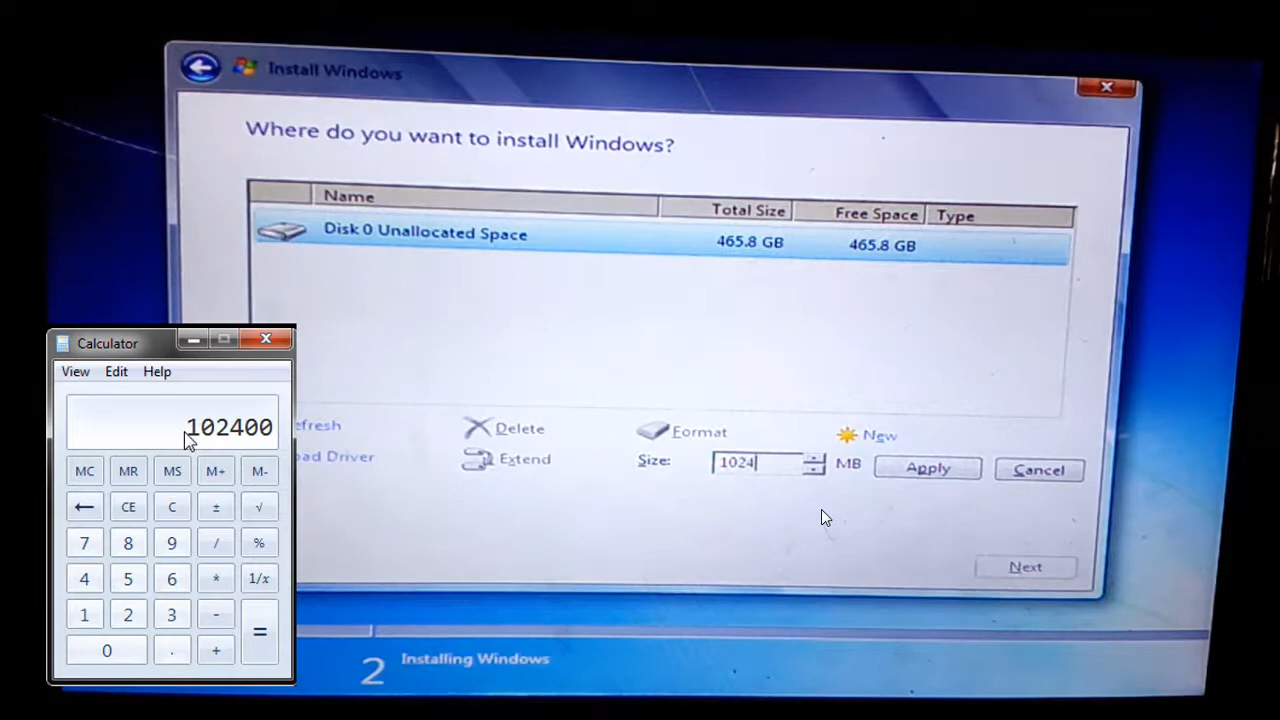 Install Windows
Where do you want to install Windows?
Name Total Size Free Space Type
Disk 0 Unallocated Space 465.8 GB 465.8 GB
Calculator
View Edit Help
102400
MC MR MS M+ M-
← CE C ± √
7 8 9 / %
4 5 6 * 1/x
1 2 3 - =
0 . +
efresh Delete Format New
ad Driver Extend Size: 1024 MB Apply Cancel
Next
2 Installing Windows